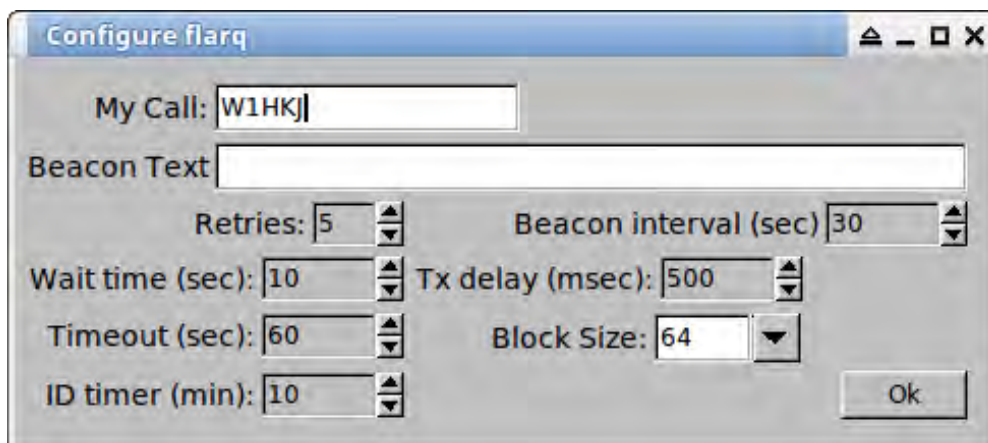 Configure flarq
My Call: W1HKJ
Beacon Text
Retries: 5 Beacon interval (sec) 30
Wait time (sec): 10 Tx delay (msec): 500
Timeout (sec): 60 Block Size: 64
ID timer (min): 10 Ok